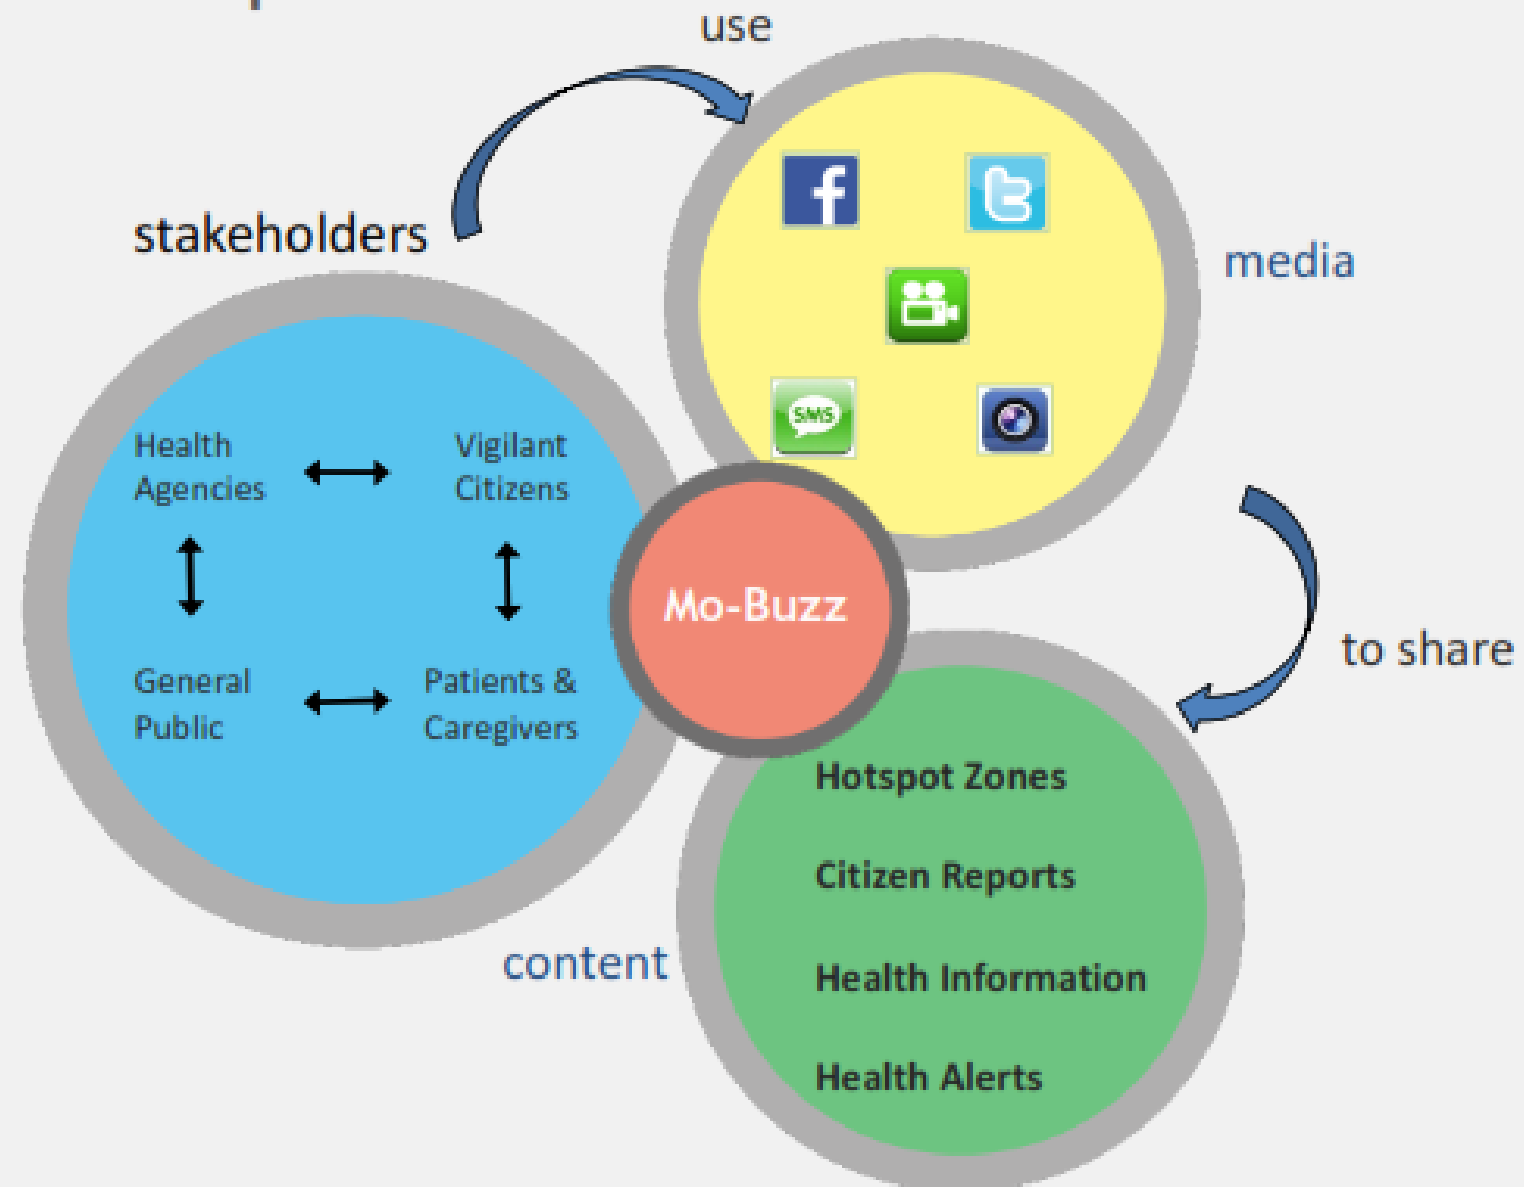 use
stakeholders
media
Health
Agencies
Vigilant
Citizens
General
Public
Patients &
Caregivers
SMS
Mo-Buzz
to share
Hotspot Zones
Citizen Reports
Health Information
Health Alerts
content